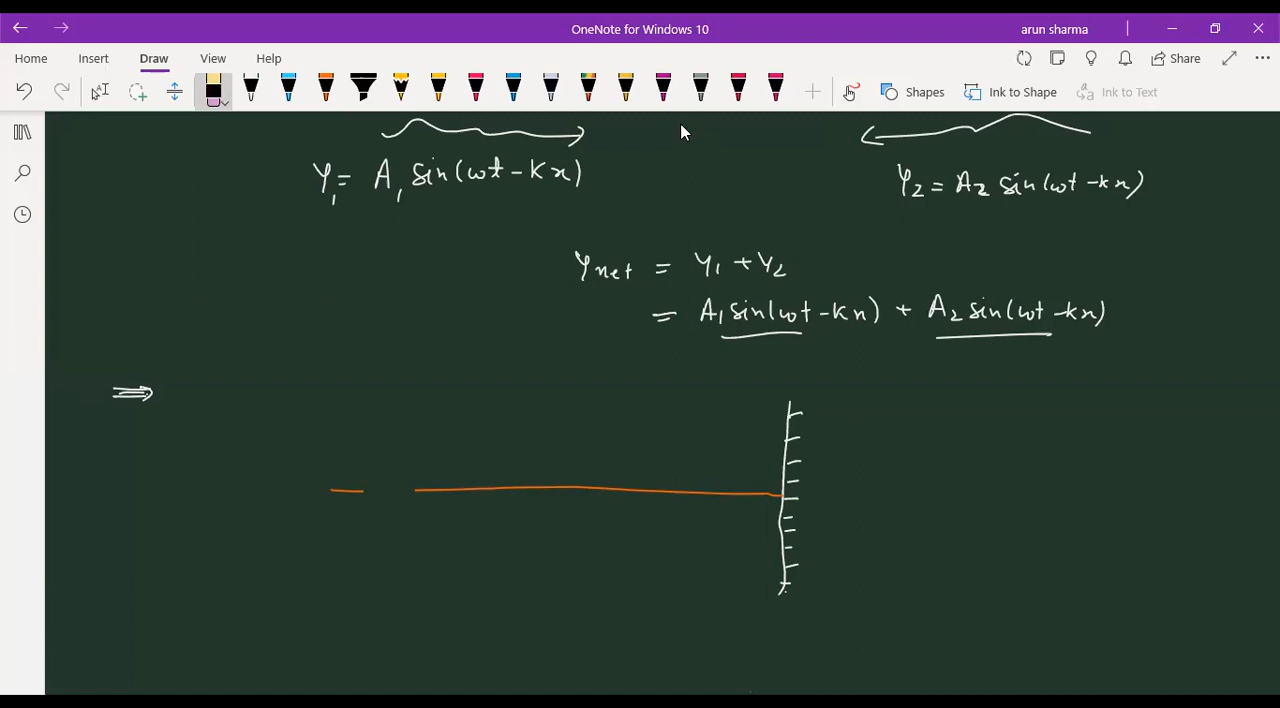 OneNote for Windows 10
arun sharma
Home Insert Draw View Help
Share
Shapes Ink to Shape Ink to Text
Y₁ = A₁ sin(ωt - kx)
Y₂ = A₂ sin(ωt - kx)
Ynet = Y₁ + Y₂
= A₁ sin(ωt - kx) + A₂ sin(ωt - kx)